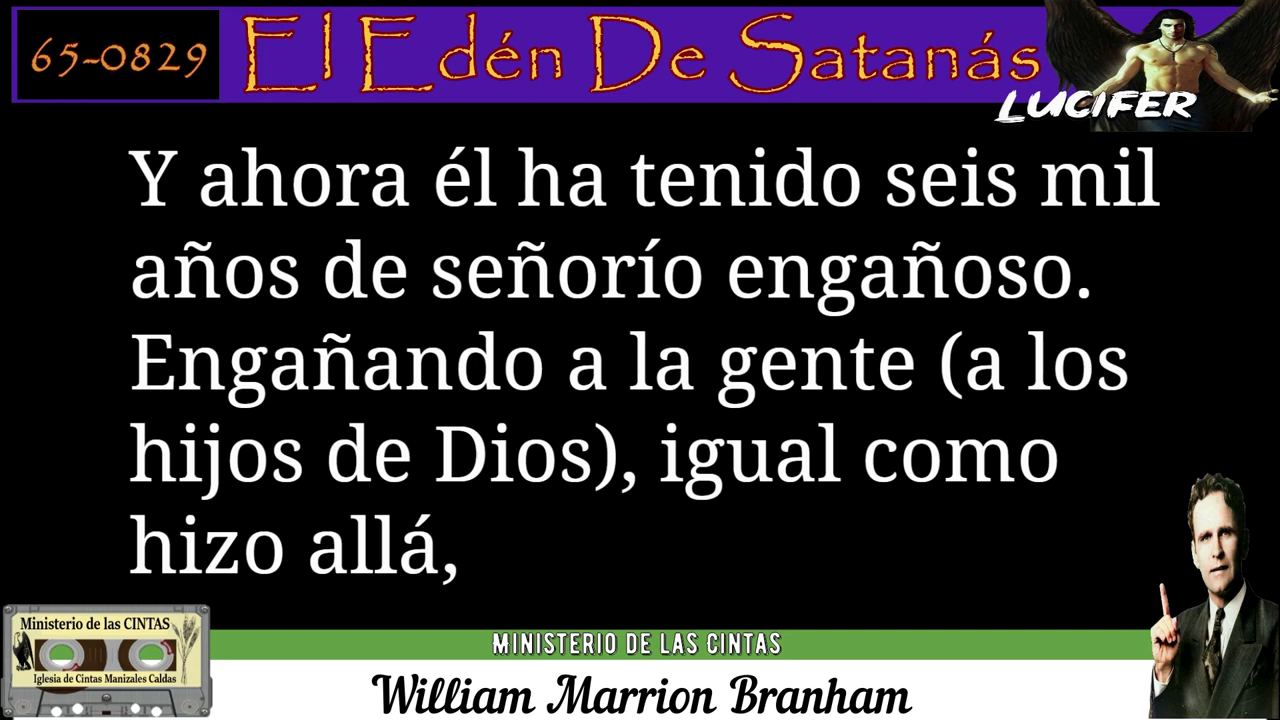 65-0829
El Edén De Satanás
LUCIFER
Y ahora él ha tenido seis mil
años de señorío engañoso.
Engañando a la gente (a los
hijos de Dios), igual como
hizo allá,
Ministerio de las CINTAS
Iglesia de Cintas Manizales Caldas
MINISTERIO DE LAS CINTAS
William Marrion Branham